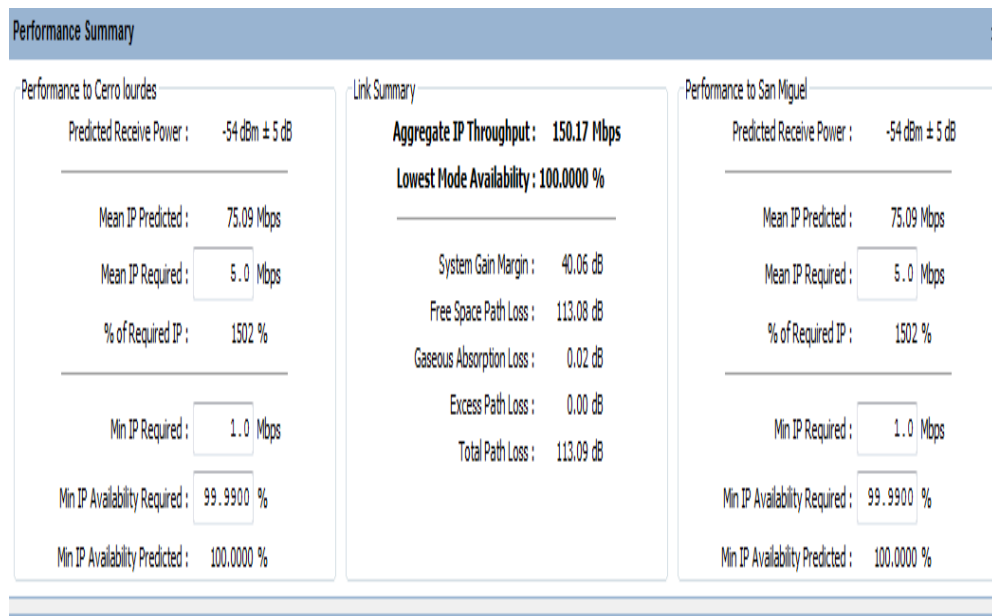 Performance Summary
Performance to Cerro lourdes
Predicted Receive Power : -54 dBm ± 5 dB
Mean IP Predicted : 75.09 Mbps
Mean IP Required : 5.0 Mbps
% of Required IP : 1502 %
Min IP Required : 1.0 Mbps
Min IP Availability Required : 99.9900 %
Min IP Availability Predicted : 100.0000 %
Link Summary
Aggregate IP Throughput : 150.17 Mbps
Lowest Mode Availability : 100.0000 %
System Gain Margin : 40.06 dB
Free Space Path Loss : 113.08 dB
Gaseous Absorption Loss : 0.02 dB
Excess Path Loss : 0.00 dB
Total Path Loss : 113.09 dB
Performance to San Miguel
Predicted Receive Power : -54 dBm ± 5 dB
Mean IP Predicted : 75.09 Mbps
Mean IP Required : 5.0 Mbps
% of Required IP : 1502 %
Min IP Required : 1.0 Mbps
Min IP Availability Required : 99.9900 %
Min IP Availability Predicted : 100.0000 %